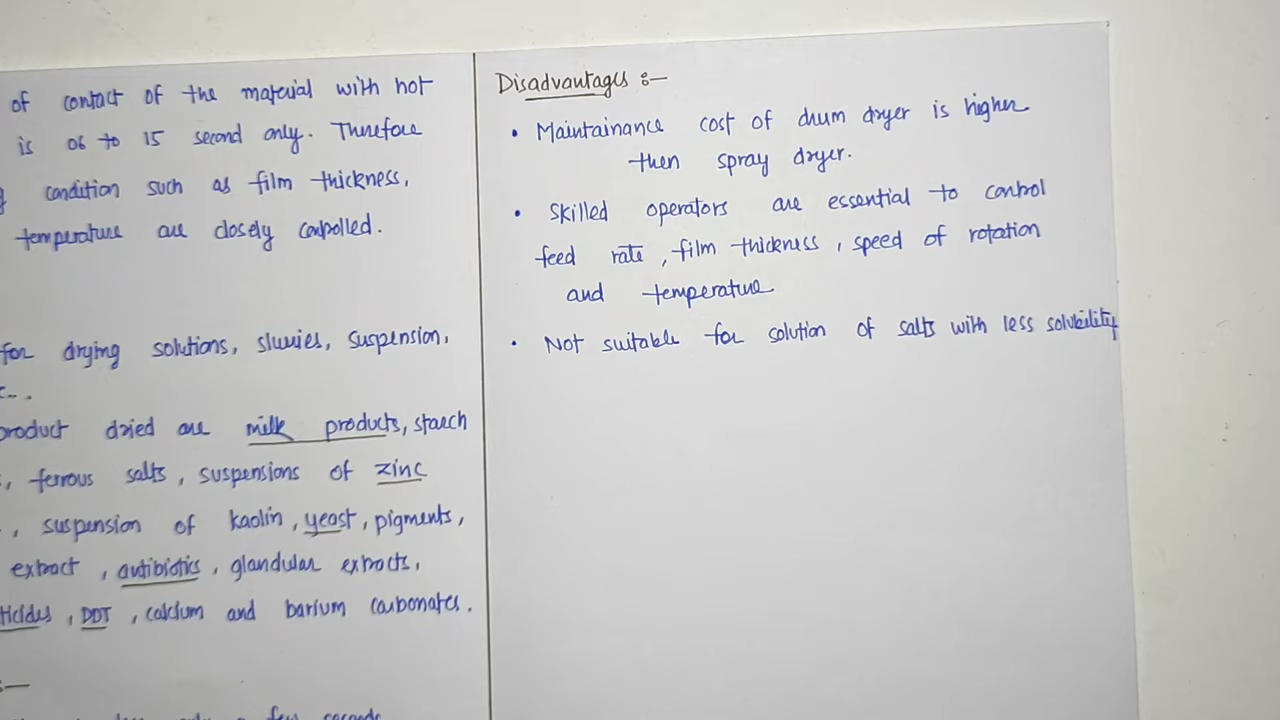 of contact of the material with hot
is 06 to 15 second only. Therefore
condition such as film thickness,
temperature are closely controlled.
for drying solutions, slurries, suspension,
product dried are milk products, starch
, ferrous salts, suspensions of zinc
, suspension of kaolin, yeast, pigments,
extract, antibiotics, glandular extracts,
, DDT, calcium and barium carbonates.
a few seconds
Disadvantages :-
• Maintainance cost of drum dryer is higher
then spray dryer.
• Skilled operators are essential to control
feed rate, film thickness, speed of rotation
and temperature
• Not suitable for solution of salts with less solubility